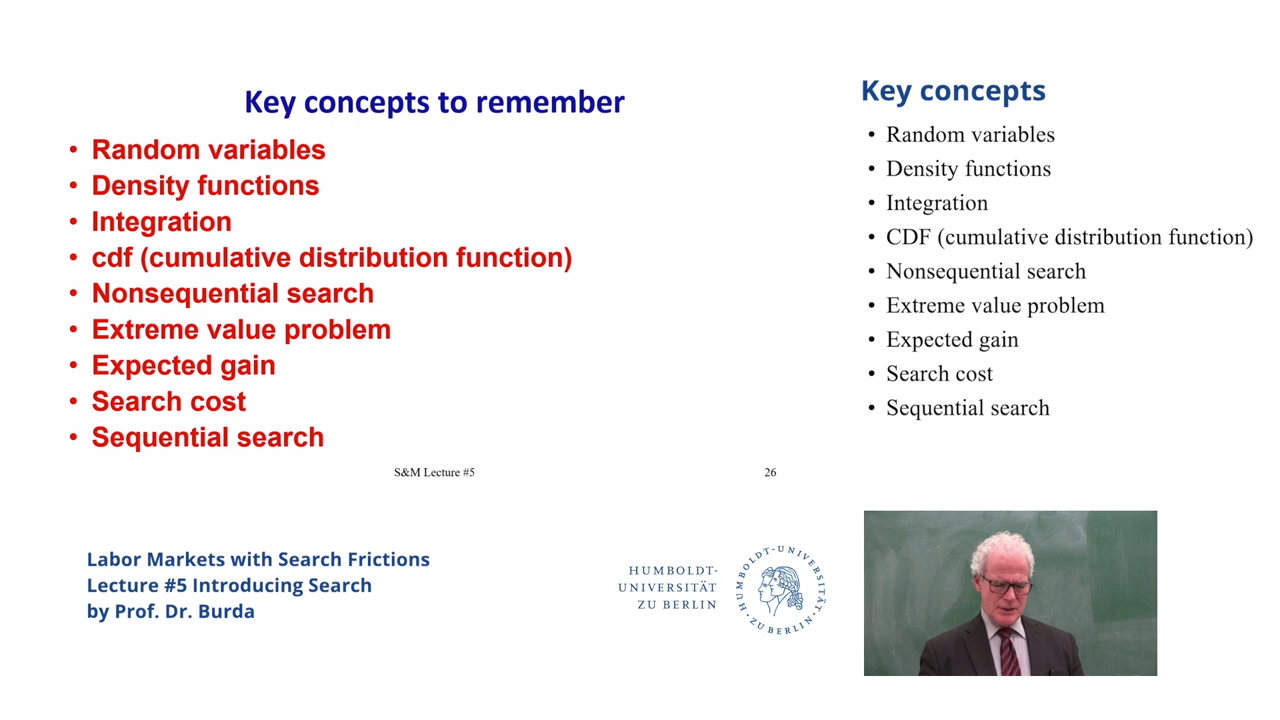 Key concepts to remember
• Random variables
• Density functions
• Integration
• cdf (cumulative distribution function)
• Nonsequential search
• Extreme value problem
• Expected gain
• Search cost
• Sequential search
S&M Lecture #5
26
Key concepts
• Random variables
• Density functions
• Integration
• CDF (cumulative distribution function)
• Nonsequential search
• Extreme value problem
• Expected gain
• Search cost
• Sequential search
Labor Markets with Search Frictions
Lecture #5 Introducing Search
by Prof. Dr. Burda
HUMBOLDT-
UNIVERSITÄT
ZU BERLIN
HUMBOLDT-UNIVERSITÄT · ZU BERLIN ·